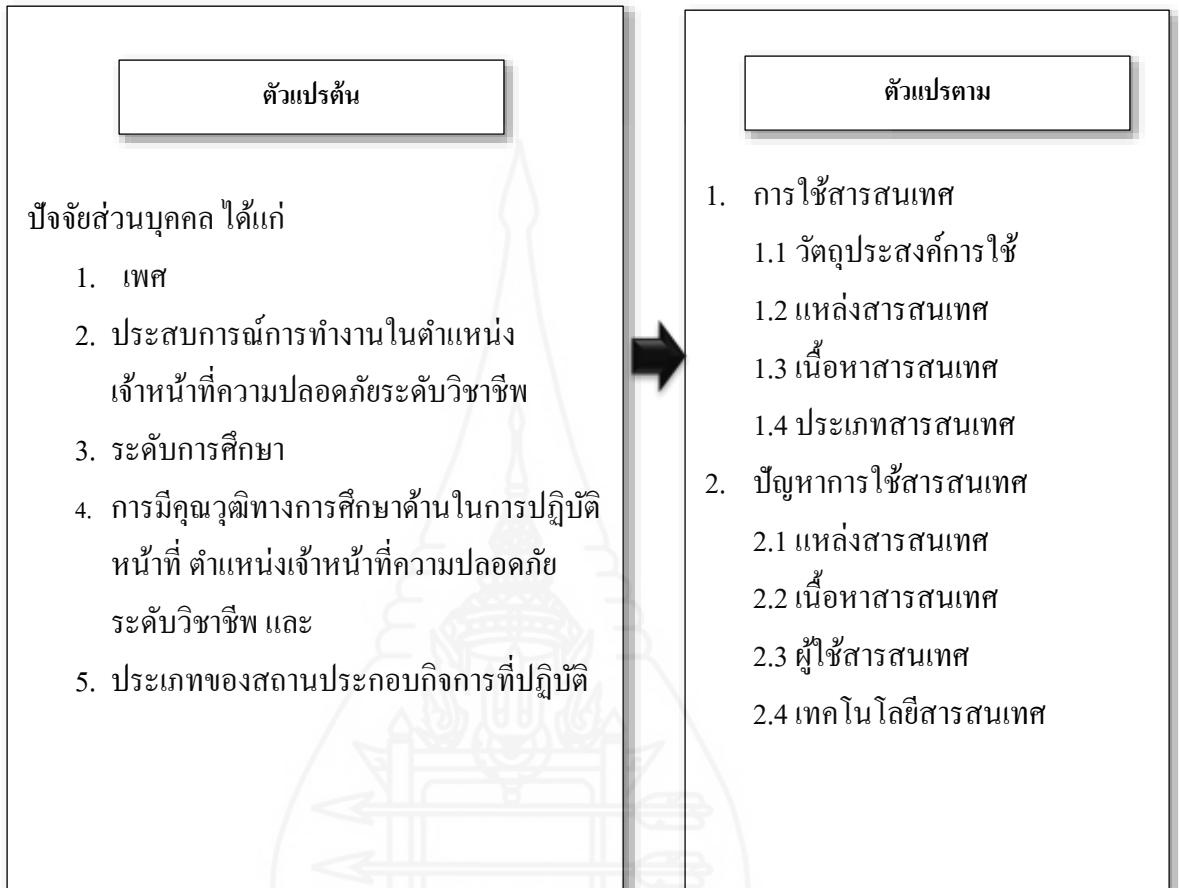 ตัวแปรต้น
ปัจจัยส่วนบุคคล ได้แก่
1. เพศ
2. ประสบการณ์การทำงานในตำแหน่ง
เจ้าหน้าที่ความปลอดภัยระดับวิชาชีพ
3. ระดับการศึกษา
4. การมีคุณวุฒิทางการศึกษาด้านในการปฏิบัติ
หน้าที่ ตำแหน่งเจ้าหน้าที่ความปลอดภัย
ระดับวิชาชีพ และ
5. ประเภทของสถานประกอบกิจการที่ปฏิบัติ
ตัวแปรตาม
1. การใช้สารสนเทศ
1.1 วัตถุประสงค์การใช้
1.2 แหล่งสารสนเทศ
1.3 เนื้อหาสารสนเทศ
1.4 ประเภทสารสนเทศ
2. ปัญหาการใช้สารสนเทศ
2.1 แหล่งสารสนเทศ
2.2 เนื้อหาสารสนเทศ
2.3 ผู้ใช้สารสนเทศ
2.4 เทคโนโลยีสารสนเทศ